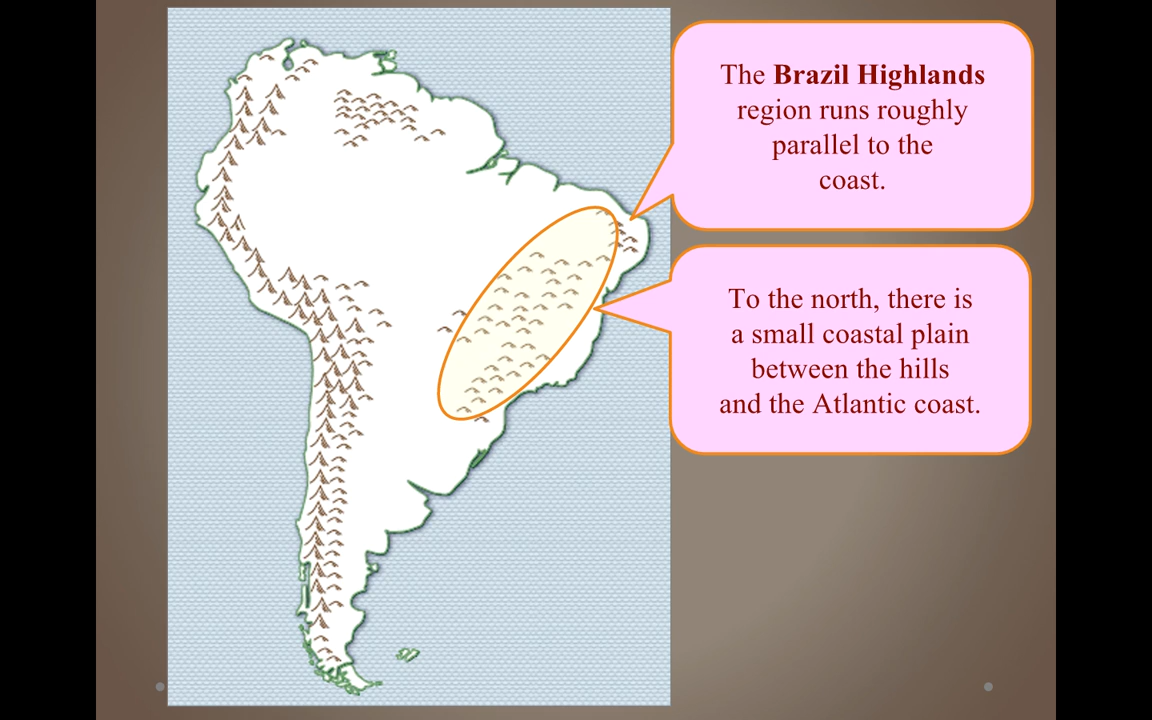 The Brazil Highlands
region runs roughly
parallel to the
coast.
To the north, there is
a small coastal plain
between the hills
and the Atlantic coast.